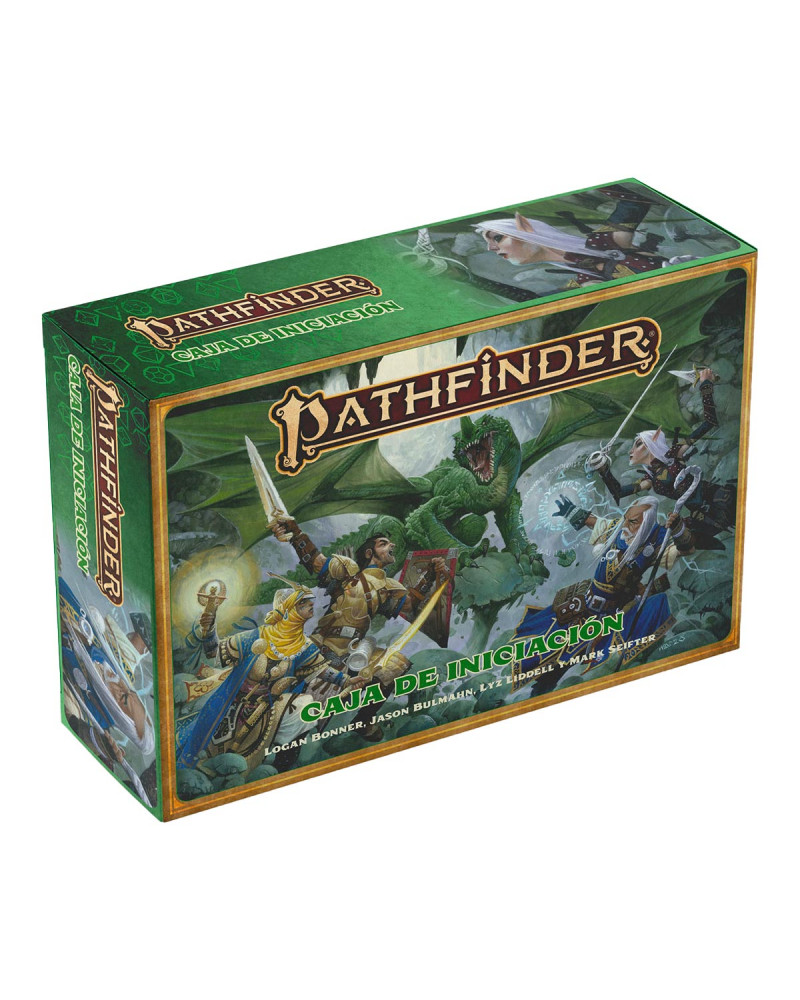 PATHFINDER
CAJA DE INICIACIÓN
PATHFINDER®
CAJA DE INICIACIÓN
LOGAN BONNER, JASON BULMAHN, LYZ LIDDELL Y MARK SEIFTER
PATHFINDER
CAJA DE INICIACIÓN